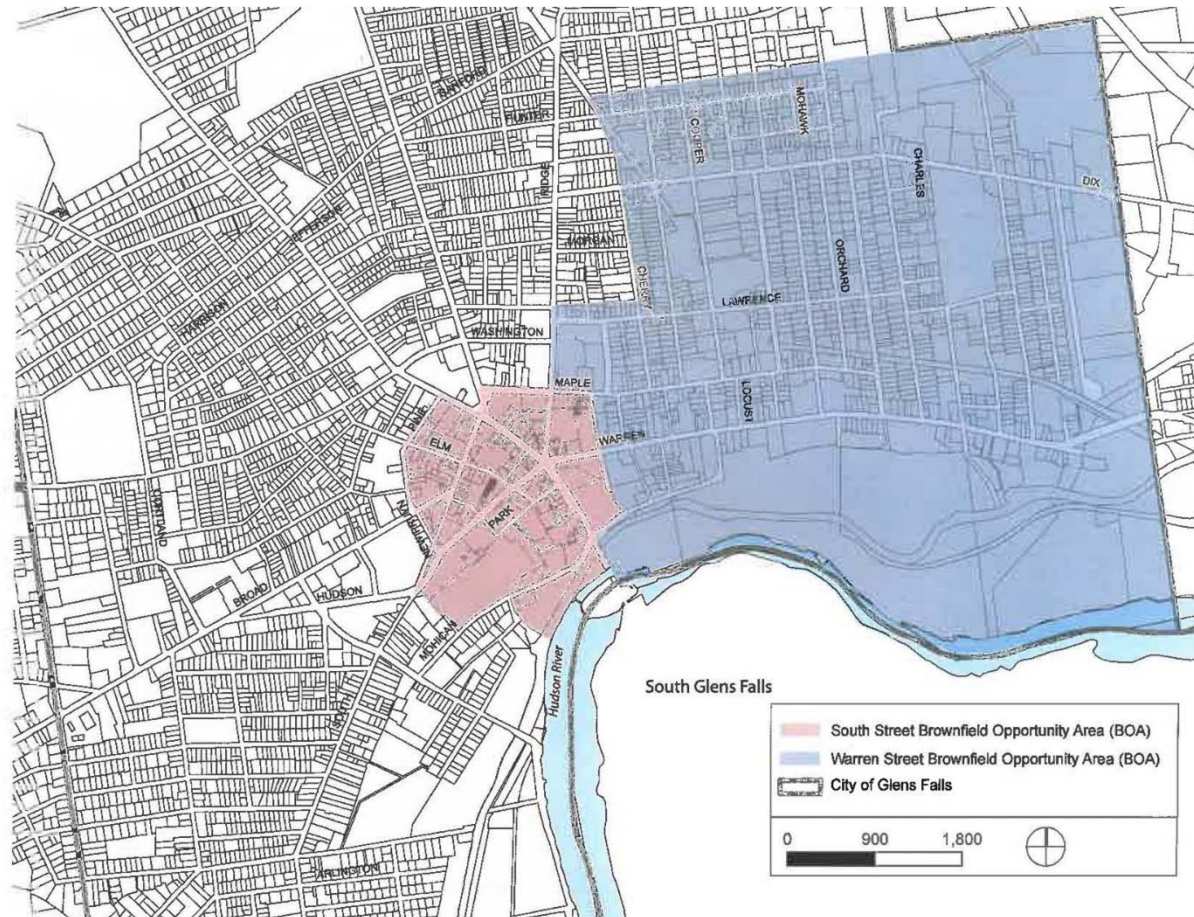 SANFORD
HUNTER
MOHAWK
COOPER
RIDGE
CHARLES
DIX
JEFFERSON
MORGAN
ORCHARD
CHERRY
LAWRENCE
HARRISON
WASHINGTON
MAPLE
LOCUST
PINE
ELM
WARREN
PARK
CORTLAND
BROAD
HUDSON
MOHICAN
SOUTH
Hudson River
South Glens Falls
South Street Brownfield Opportunity Area (BOA)
Warren Street Brownfield Opportunity Area (BOA)
City of Glens Falls
0 900 1,800
ARLINGTON